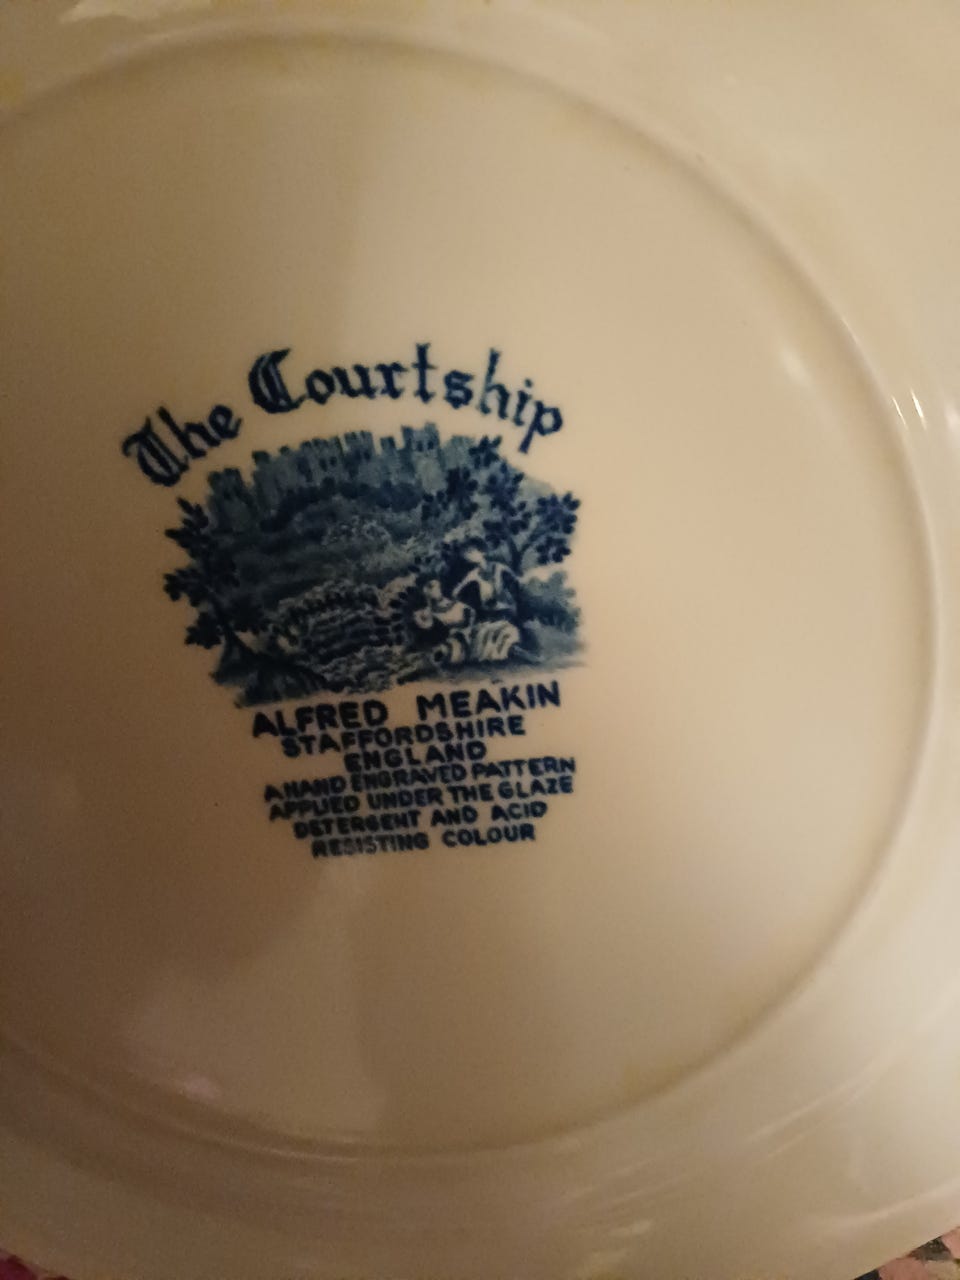 The Courtship
ALFRED MEAKIN
STAFFORDSHIRE
ENGLAND
A HAND ENGRAVED PATTERN
APPLIED UNDER THE GLAZE
DETERGENT AND ACID
RESISTING COLOUR